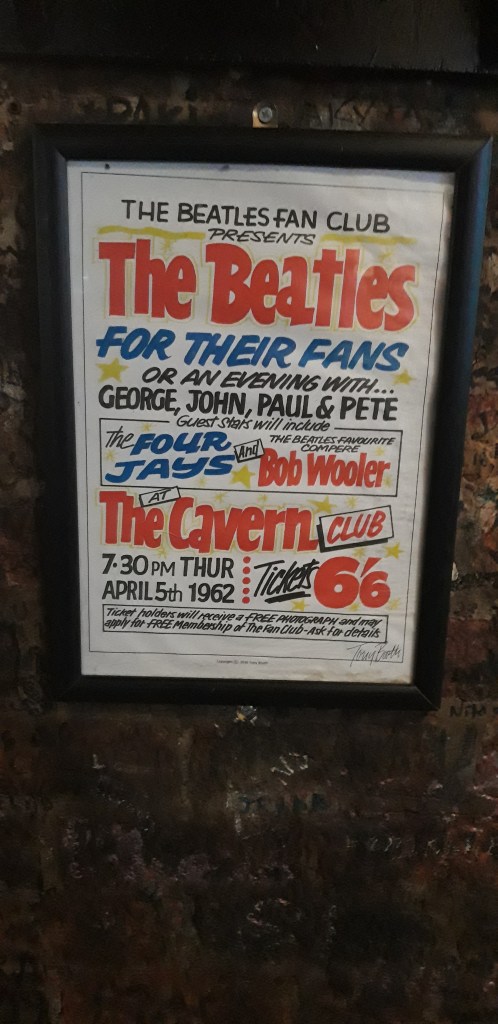 THE BEATLES FAN CLUB
PRESENTS
The Beatles
FOR THEIR FANS
OR AN EVENING WITH...
GEORGE, JOHN, PAUL & PETE
Guest Stars will include
the FOUR JAYS AND THE BEATLES FAVOURITE COMPERE Bob Wooler
AT
The Cavern CLUB
7·30 PM THUR
APRIL 5th 1962
Tickets 6'6
Ticket holders will receive a FREE PHOTOGRAPH and may
apply for FREE Membership of The Fan Club - Ask for details
Tony Booth